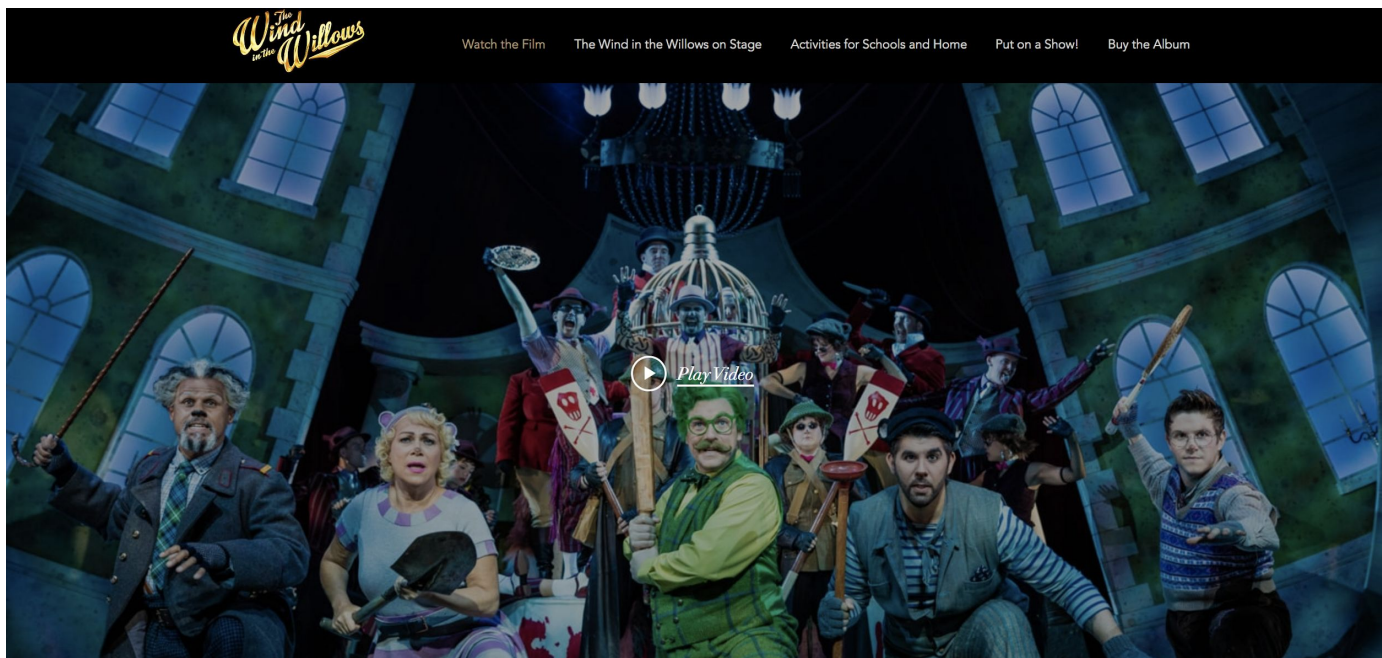 The
Wind
in the
Willows
Watch the Film
The Wind in the Willows on Stage
Activities for Schools and Home
Put on a Show!
Buy the Album
Play Video